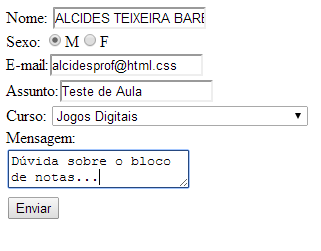 Nome: ALCIDES TEIXEIRA BARB
Sexo: M F
E-mail: alcidesprof@html.css
Assunto: Teste de Aula
Curso: Jogos Digitais
Mensagem:
Dúvida sobre o bloco
de notas...
Enviar